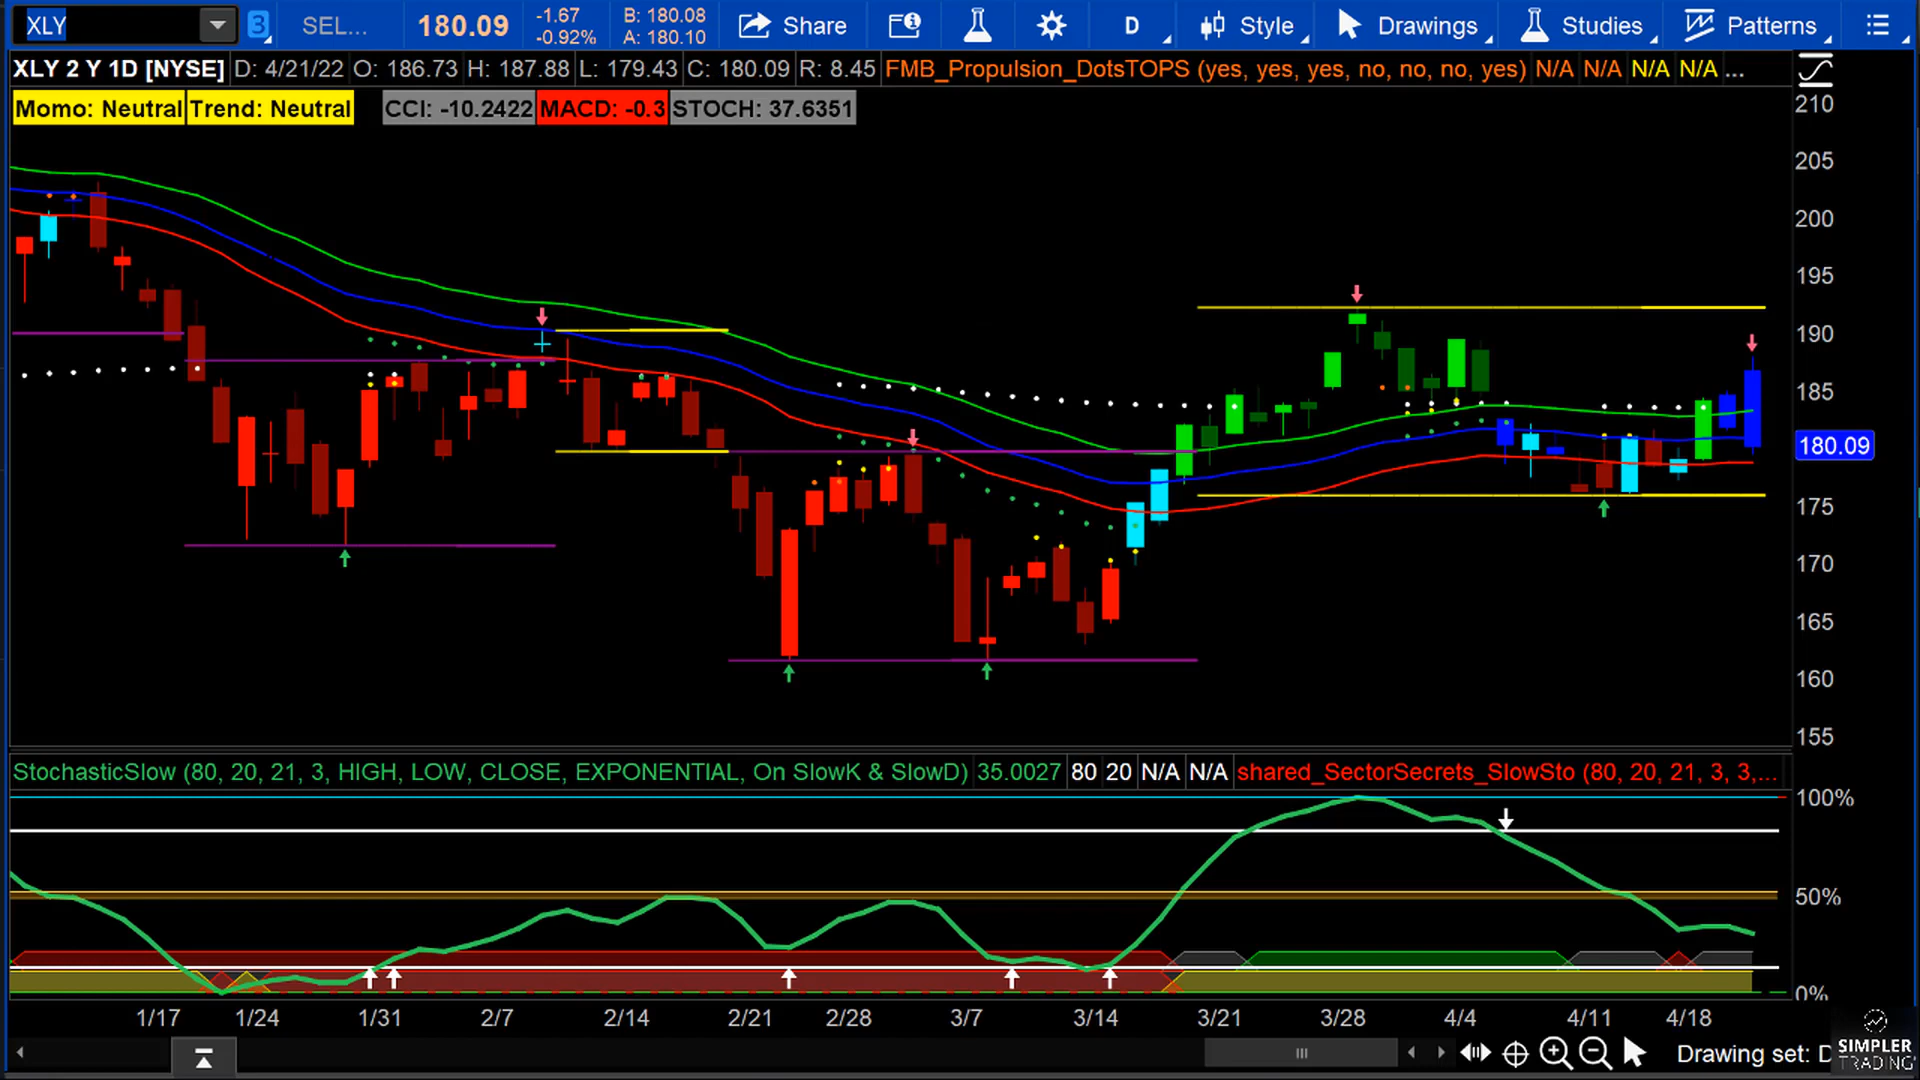 XLY 3 SEL... 180.09 -1.67 -0.92% B: 180.08 A: 180.10 Share D Style Drawings Studies Patterns
XLY 2 Y 1D [NYSE] D: 4/21/22 O: 186.73 H: 187.88 L: 179.43 C: 180.09 R: 8.45 FMB_Propulsion_DotsTOPS (yes, yes, yes, no, no, no, yes) N/A N/A N/A N/A ...
Momo: Neutral Trend: Neutral CCI: -10.2422 MACD: -0.3 STOCH: 37.6351
210
205
200
195
190
185
180.09
175
170
165
160
155
StochasticSlow (80, 20, 21, 3, HIGH, LOW, CLOSE, EXPONENTIAL, On SlowK & SlowD) 35.0027 80 20 N/A N/A shared_SectorSecrets_SlowSto (80, 20, 21, 3, 3,...
100%
50%
0%
1/17 1/24 1/31 2/7 2/14 2/21 2/28 3/7 3/14 3/21 3/28 4/4 4/11 4/18
Drawing set: D
SIMPLER
TRADING